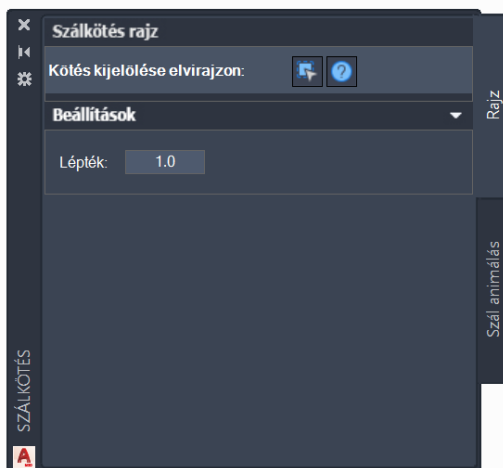 Szálkötés rajz
Kötés kijelölése elvirajzon:
?
Beállítások
Lépték:
1.0
Rajz
Szál animálás
SZÁLKÖTÉS
A